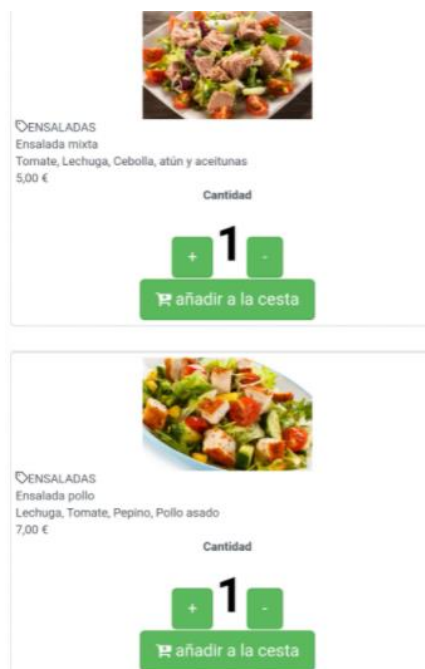 ENSALADAS
Ensalada mixta
Tomate, Lechuga, Cebolla, atún y aceitunas
5,00 €
Cantidad
+ 1 -
añadir a la cesta
ENSALADAS
Ensalada pollo
Lechuga, Tomate, Pepino, Pollo asado
7,00 €
Cantidad
+ 1 -
añadir a la cesta